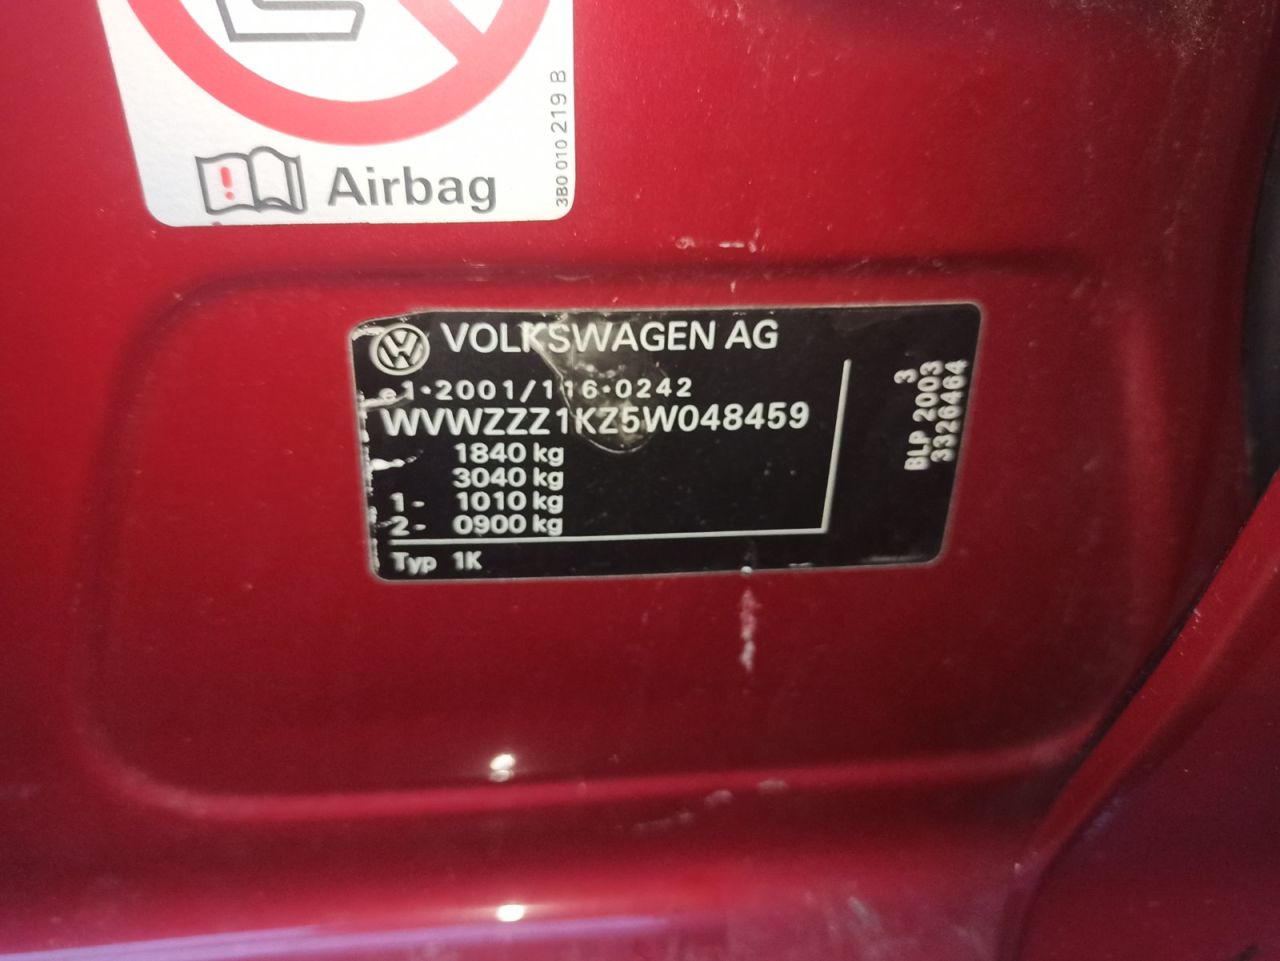 Airbag
3B0 010 219 B
VOLKSWAGEN AG
e1*2001/116*0242
WVWZZZ1KZ5W048459
1840 kg
3040 kg
1- 1010 kg
2- 0900 kg
Typ 1K
3
BLP 2003
3326464